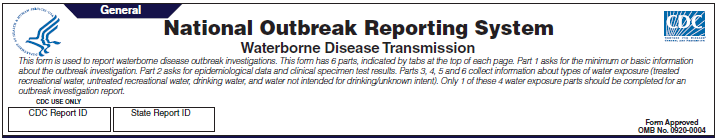 General
National Outbreak Reporting System
Waterborne Disease Transmission
This form is used to report waterborne disease outbreak investigations. This form has 6 parts, indicated by tabs at the top of each page. Part 1 asks for the minimum or basic information
about the outbreak investigation. Part 2 asks for epidemiological data and clinical specimen test results. Parts 3, 4, 5 and 6 collect information about types of water exposure (treated
recreational water, untreated recreational water, drinking water, and water not intended for drinking/unknown intent). Only 1 of these 4 water exposure parts should be completed for an
outbreak investigation report.
CDC USE ONLY
CDC Report ID
State Report ID
CDC
Form Approved
OMB No. 0920-0004